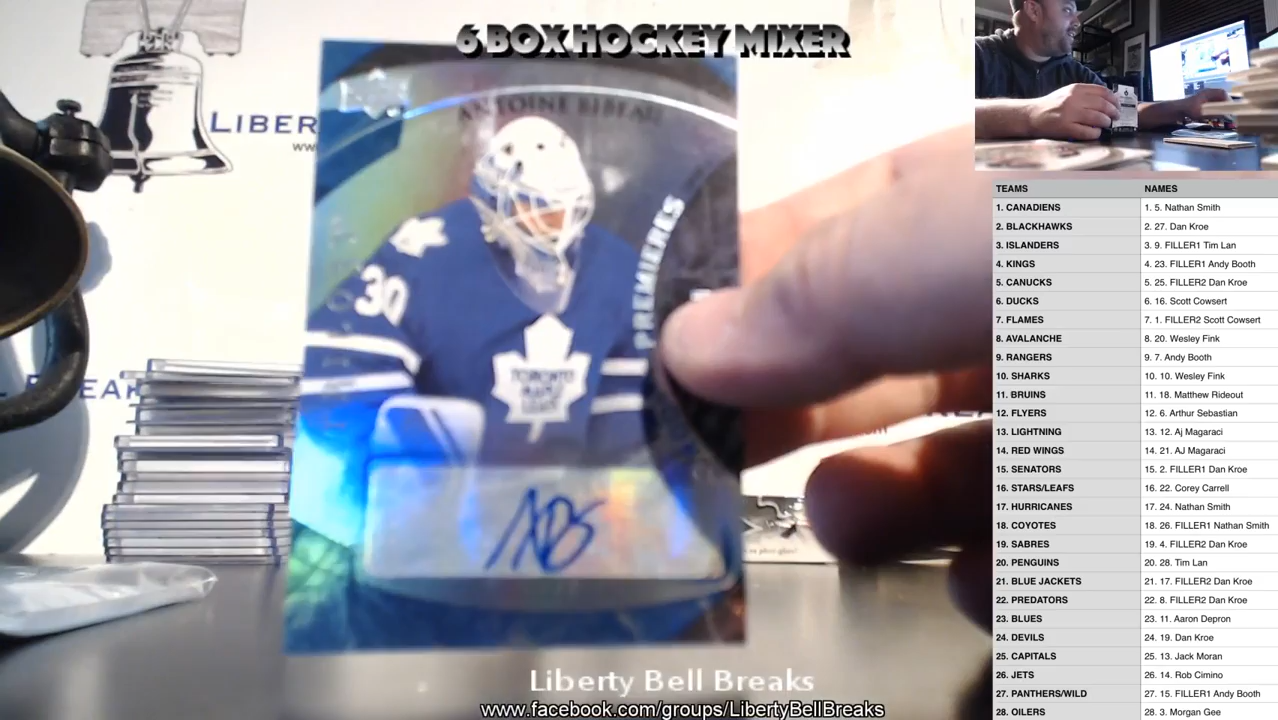 6 BOX HOCKEY MIXER
LIBER
WW
ANTOINE BIBEAU
PREMIERES
30
TORONTO
MAPLE
LEAFS
Liberty Bell Breaks
www.facebook.com/groups/LibertyBellBreaks
TEAMS NAMES
1. CANADIENS 1. 5. Nathan Smith
2. BLACKHAWKS 2. 27. Dan Kroe
3. ISLANDERS 3. 9. FILLER1 Tim Lan
4. KINGS 4. 23. FILLER1 Andy Booth
5. CANUCKS 5. 25. FILLER2 Dan Kroe
6. DUCKS 6. 16. Scott Cowsert
7. FLAMES 7. 1. FILLER2 Scott Cowsert
8. AVALANCHE 8. 20. Wesley Fink
9. RANGERS 9. 7. Andy Booth
10. SHARKS 10. 10. Wesley Fink
11. BRUINS 11. 18. Matthew Rideout
12. FLYERS 12. 6. Arthur Sebastian
13. LIGHTNING 13. 12. Aj Magaraci
14. RED WINGS 14. 21. AJ Magaraci
15. SENATORS 15. 2. FILLER1 Dan Kroe
16. STARS/LEAFS 16. 22. Corey Carrell
17. HURRICANES 17. 24. Nathan Smith
18. COYOTES 18. 26. FILLER1 Nathan Smith
19. SABRES 19. 4. FILLER2 Dan Kroe
20. PENGUINS 20. 28. Tim Lan
21. BLUE JACKETS 21. 17. FILLER2 Dan Kroe
22. PREDATORS 22. 8. FILLER2 Dan Kroe
23. BLUES 23. 11. Aaron Depron
24. DEVILS 24. 19. Dan Kroe
25. CAPITALS 25. 13. Jack Moran
26. JETS 26. 14. Rob Cimino
27. PANTHERS/WILD 27. 15. FILLER1 Andy Booth
28. OILERS 28. 3. Morgan Gee